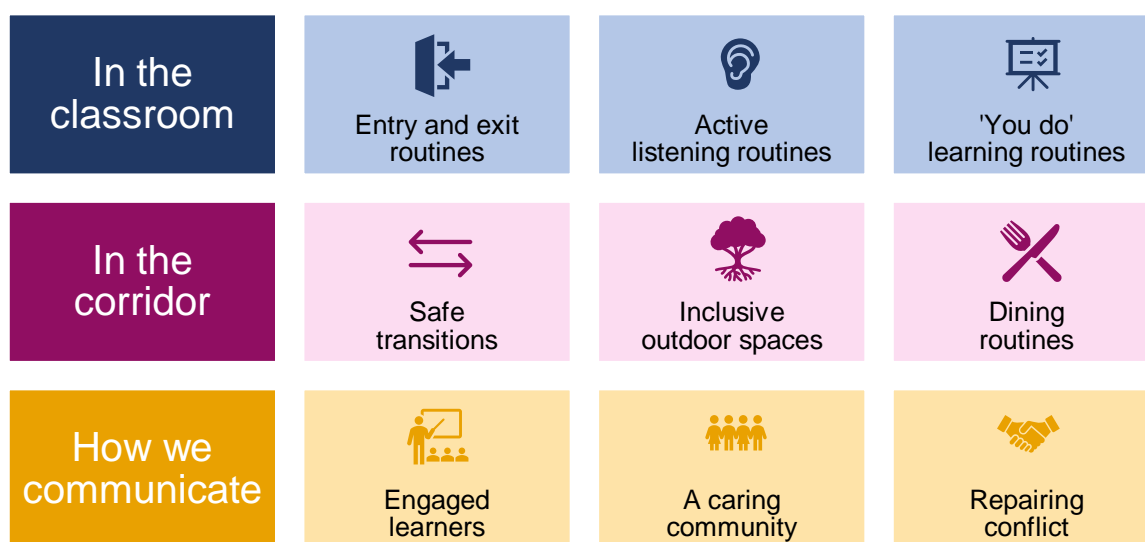 In the
classroom
Entry and exit
routines
Active
listening routines
'You do'
learning routines
In the
corridor
Safe
transitions
Inclusive
outdoor spaces
Dining
routines
How we
communicate
Engaged
learners
A caring
community
Repairing
conflict